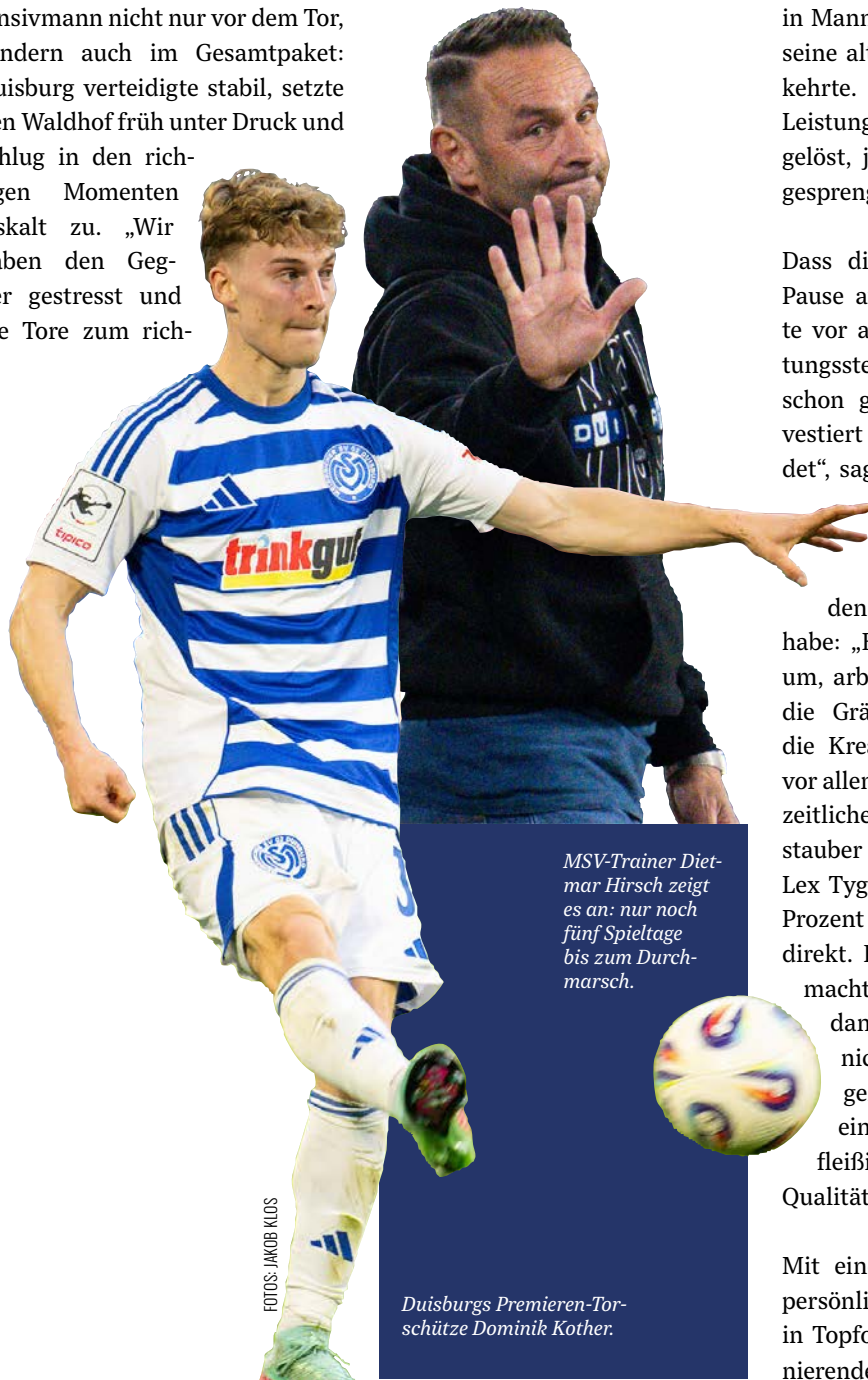 nsivmann nicht nur vor dem Tor,
ndern auch im Gesamtpaket:
uisburg verteidigte stabil, setzte
en Waldhof früh unter Druck und
hlug in den rich-
gen Momenten
skalt zu. „Wir
aben den Geg-
er gestresst und
e Tore zum rich-
tipico
trinkgut
DUI
MSV-Trainer Diet-
mar Hirsch zeigt
es an: nur noch
fünf Spieltage
bis zum Durch-
marsch.
FOTOS: JAKOB KLOS
Duisburgs Premieren-Tor-
schütze Dominik Kother.
in Mann
seine al
kehrte.
Leistung
gelöst, j
gespreng
Dass di
Pause a
te vor a
tungsste
schon g
vestiert
det“, sag
den
habe: „
um, arb
die Grä
die Kres
vor aller
zeitliche
stauber
Lex Tyg
Prozent
direkt.
macht
dan
nic
ge
ein
fleißi
Qualität
Mit ein
persönli
in Topfo
nierende